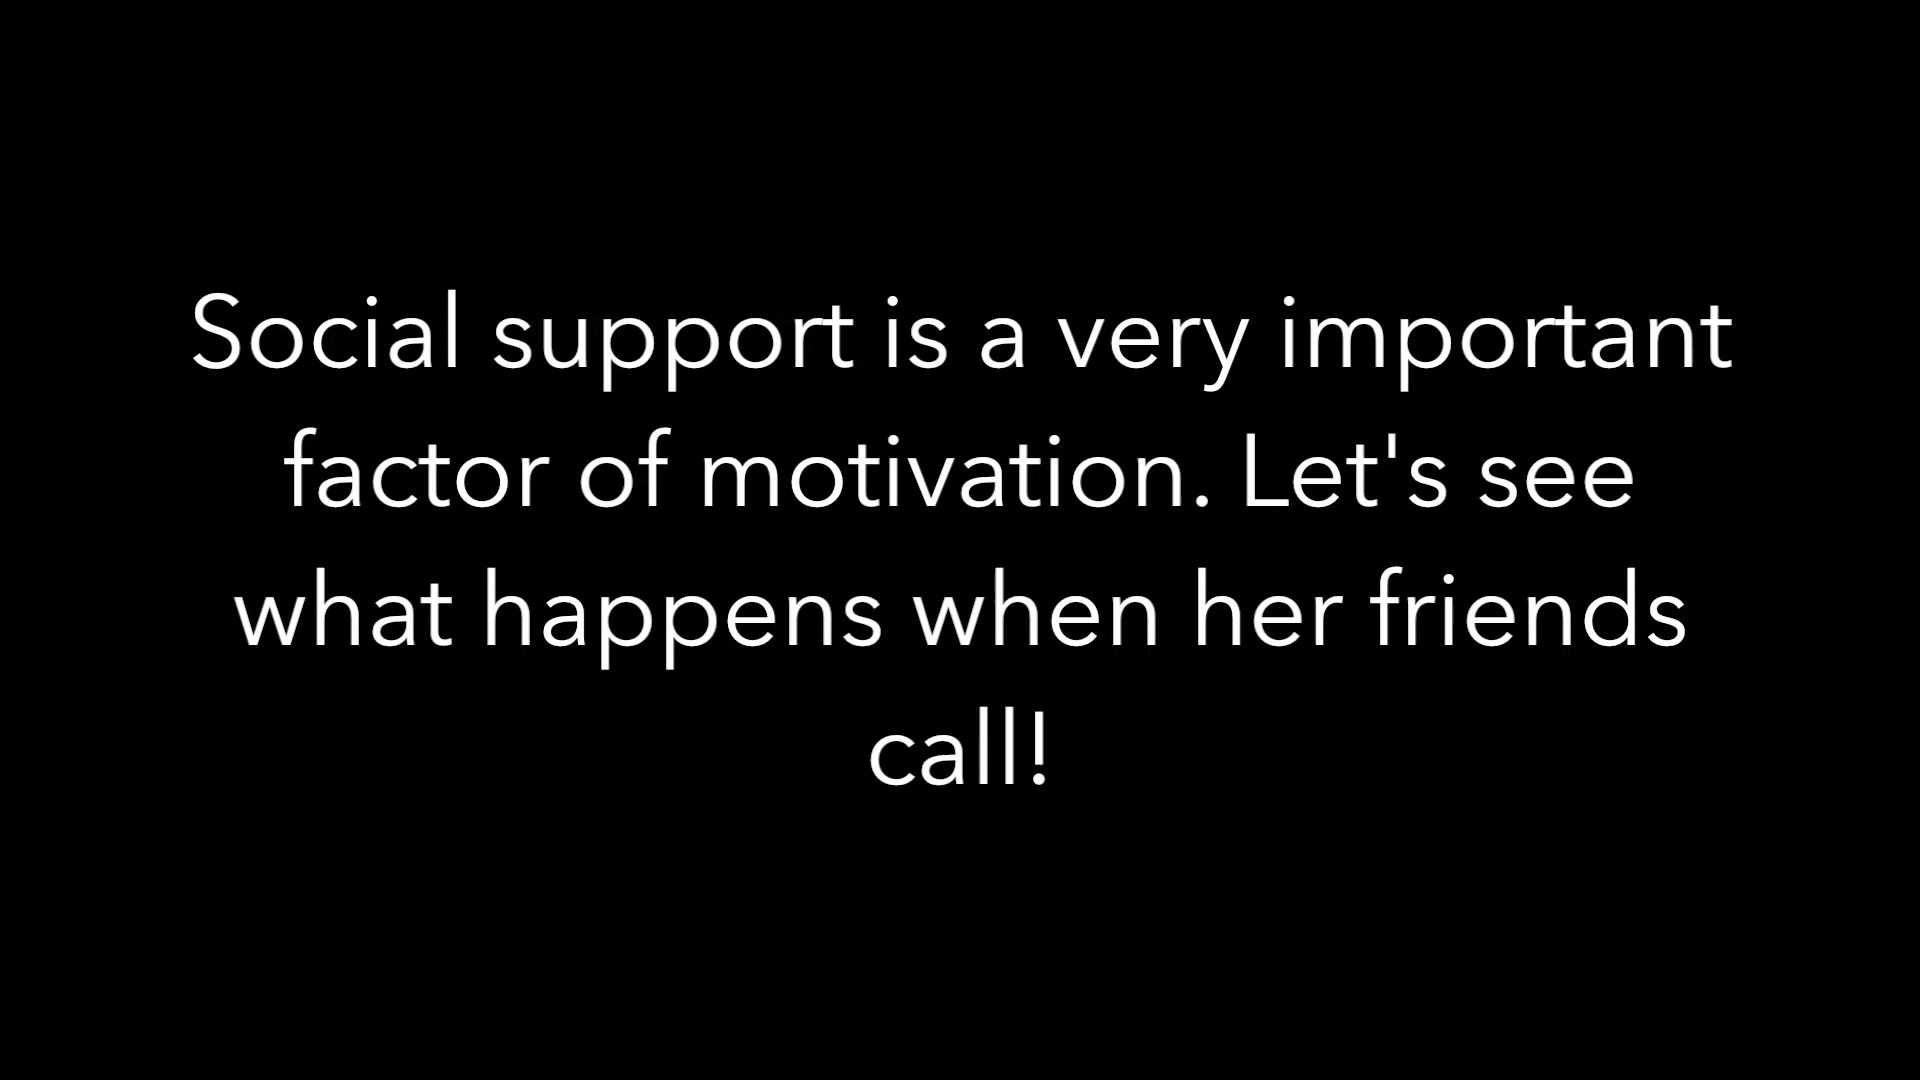 Social support is a very important
factor of motivation. Let's see
what happens when her friends
call!